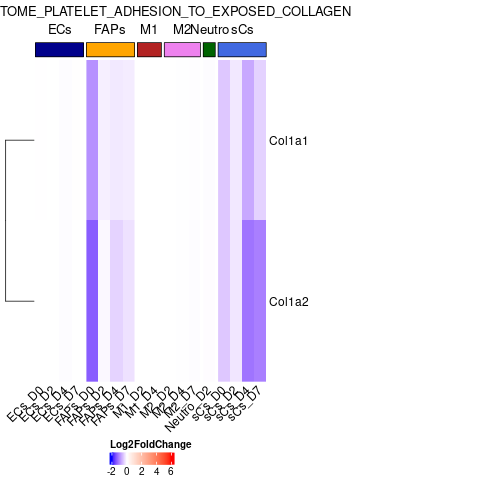 TOME_PLATELET_ADHESION_TO_EXPOSED_COLLAGEN
ECs FAPs M1 M2 Neutro sCs
Col1a1
Col1a2
ECs_D0 ECs_D2 ECs_D4 ECs_D7 FAPs_D0 FAPs_D2 FAPs_D4 FAPs_D7 M1_D2 M1_D4 M2_D2 M2_D4 M2_D7 Neutro_D2 sCs_D0 sCs_D2 sCs_D4 sCs_D7
Log2FoldChange
-2 0 2 4 6